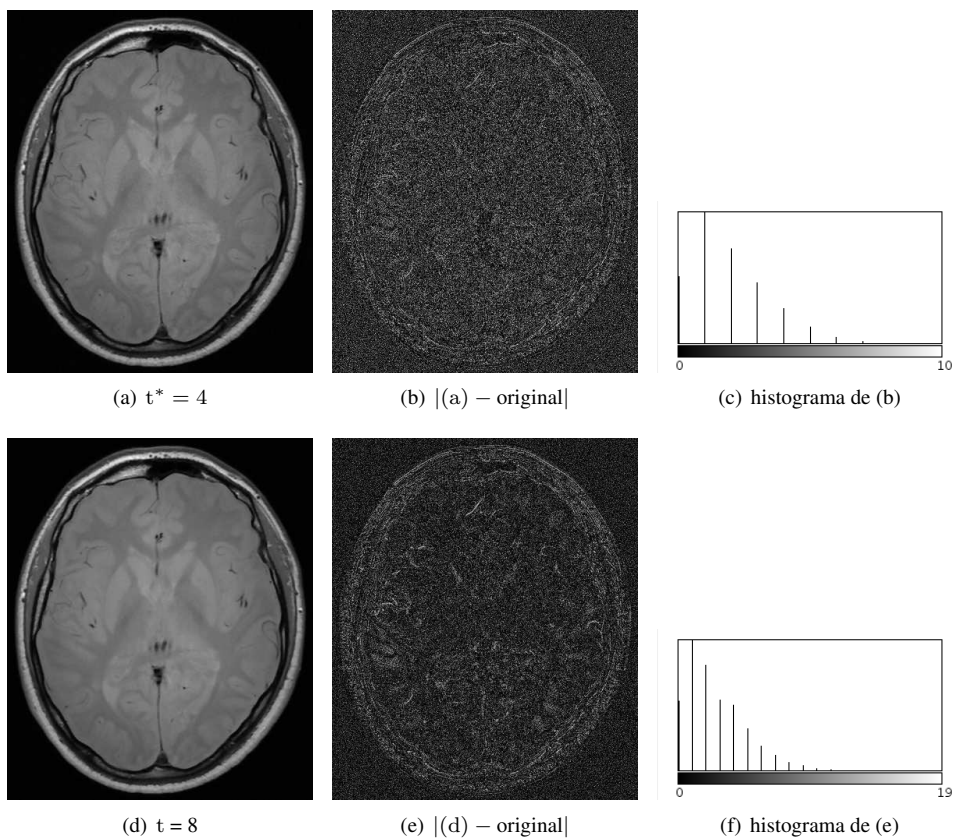 0 10
(a) t* = 4 (b) |(a) − original| (c) histograma de (b)
0 19
(d) t = 8 (e) |(d) − original| (f) histograma de (e)